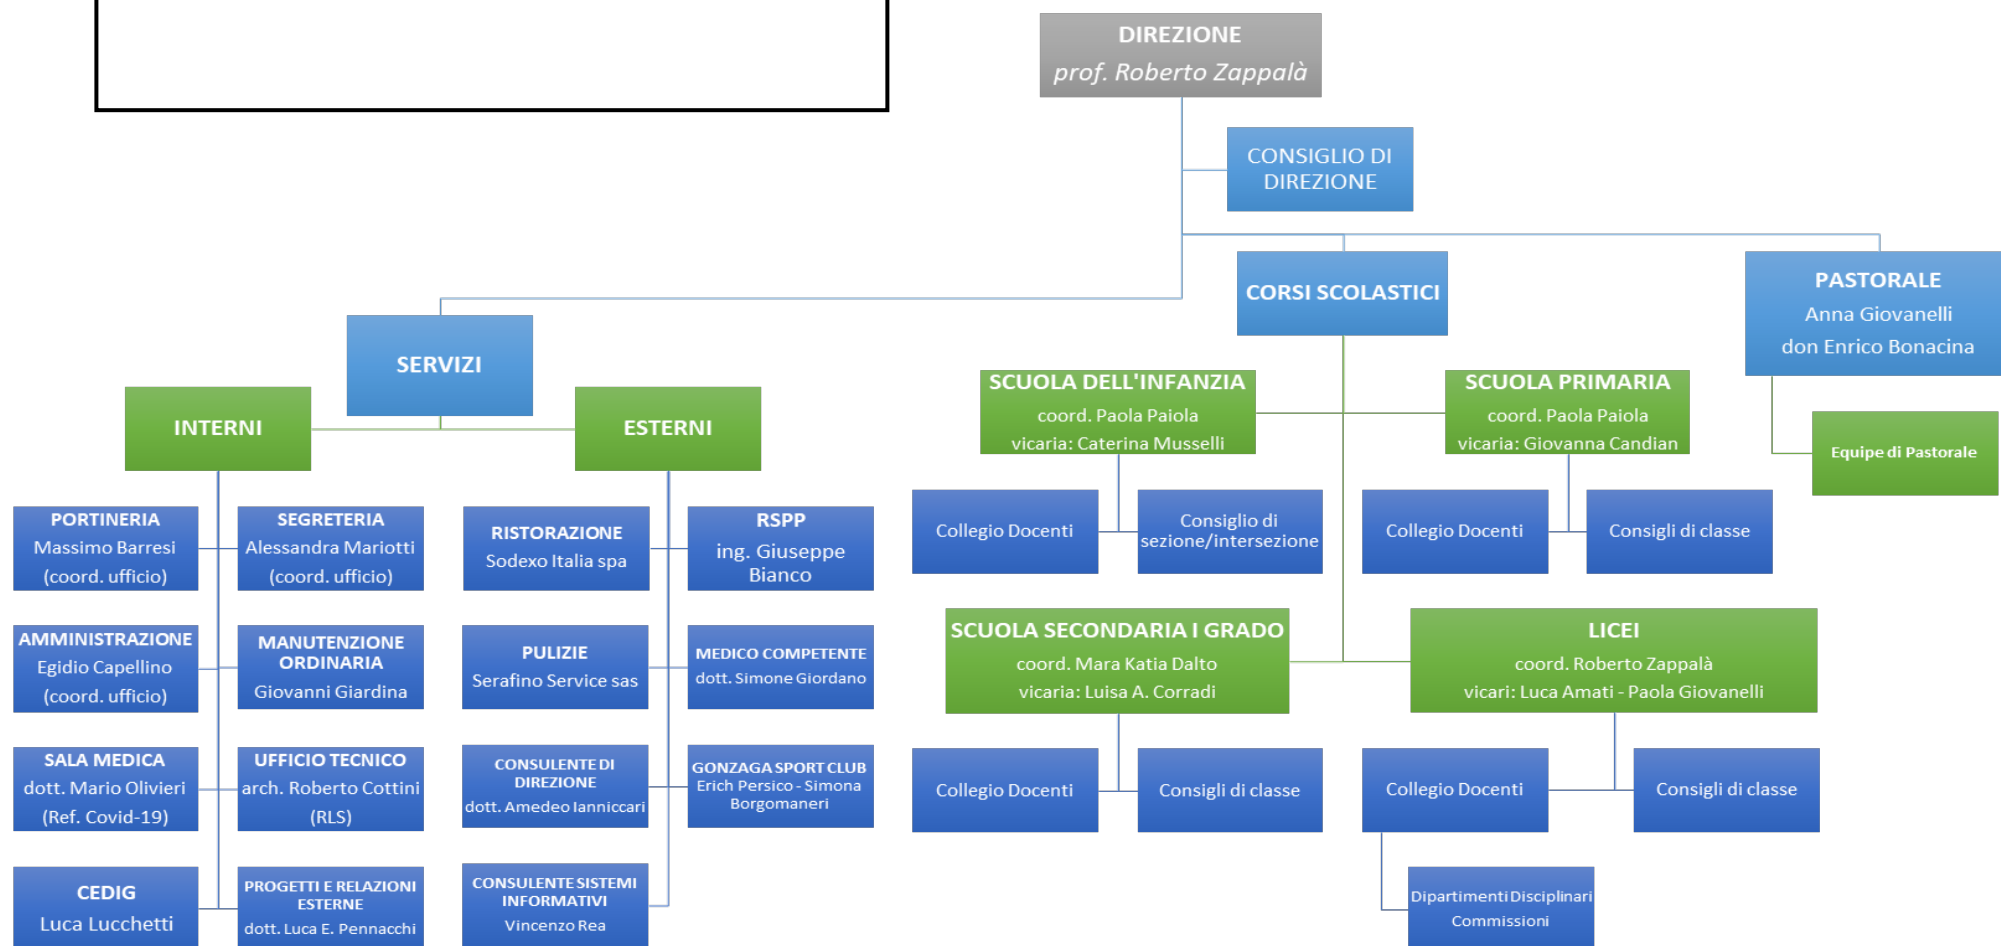 DIREZIONE
prof. Roberto Zappalà
CONSIGLIO DI
DIREZIONE
SERVIZI
CORSI SCOLASTICI
PASTORALE
Anna Giovanelli
don Enrico Bonacina
Equipe di Pastorale
INTERNI
ESTERNI
PORTINERIA
Massimo Barresi
(coord. ufficio)
SEGRETERIA
Alessandra Mariotti
(coord. ufficio)
AMMINISTRAZIONE
Egidio Capellino
(coord. ufficio)
MANUTENZIONE
ORDINARIA
Giovanni Giardina
SALA MEDICA
dott. Mario Olivieri
(Ref. Covid-19)
UFFICIO TECNICO
arch. Roberto Cottini
(RLS)
CEDIG
Luca Lucchetti
PROGETTI E RELAZIONI
ESTERNE
dott. Luca E. Pennacchi
RISTORAZIONE
Sodexo Italia spa
RSPP
ing. Giuseppe
Bianco
PULIZIE
Serafino Service sas
MEDICO COMPETENTE
dott. Simone Giordano
CONSULENTE DI
DIREZIONE
dott. Amedeo Ianniccari
GONZAGA SPORT CLUB
Erich Persico - Simona
Borgomaneri
CONSULENTE SISTEMI
INFORMATIVI
Vincenzo Rea
SCUOLA DELL'INFANZIA
coord. Paola Paiola
vicaria: Caterina Musselli
Collegio Docenti
Consiglio di
sezione/intersezione
SCUOLA PRIMARIA
coord. Paola Paiola
vicaria: Giovanna Candian
Collegio Docenti
Consigli di classe
SCUOLA SECONDARIA I GRADO
coord. Mara Katia Dalto
vicaria: Luisa A. Corradi
Collegio Docenti
Consigli di classe
LICEI
coord. Roberto Zappalà
vicari: Luca Amati - Paola Giovanelli
Collegio Docenti
Consigli di classe
Dipartimenti Disciplinari
Commissioni